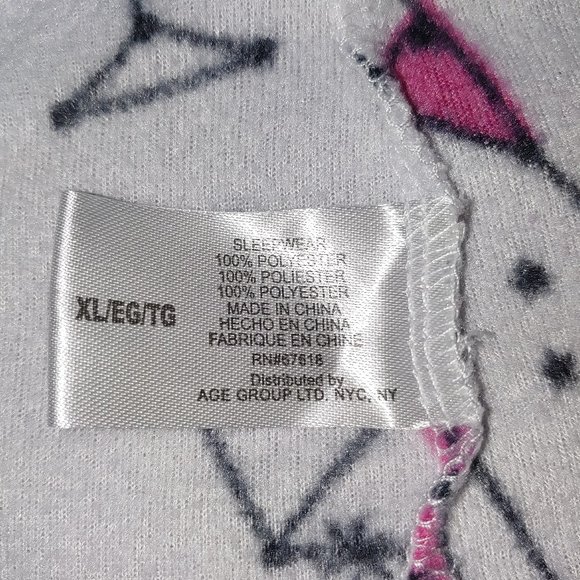 XL/EG/TG
SLEEPWEAR
100% POLYESTER
100% POLIESTER
100% POLYESTER
MADE IN CHINA
HECHO EN CHINA
FABRIQUE EN CHINE
RN#67618
Distributed by
AGE GROUP LTD. NYC, NY